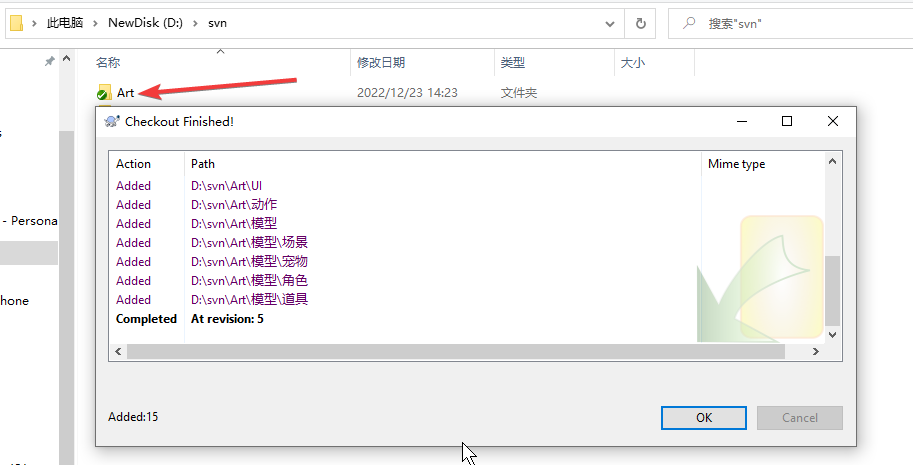 此电脑 > NewDisk (D:) > svn
搜索"svn"
名称 修改日期 类型 大小
Art 2022/12/23 14:23 文件夹
Checkout Finished!
Action Path Mime type
Added D:\svn\Art\UI
Added D:\svn\Art\动作
Added D:\svn\Art\模型
Added D:\svn\Art\模型\场景
Added D:\svn\Art\模型\宠物
Added D:\svn\Art\模型\角色
Added D:\svn\Art\模型\道具
Completed At revision: 5
Added:15
OK Cancel
s
- Persona
hone